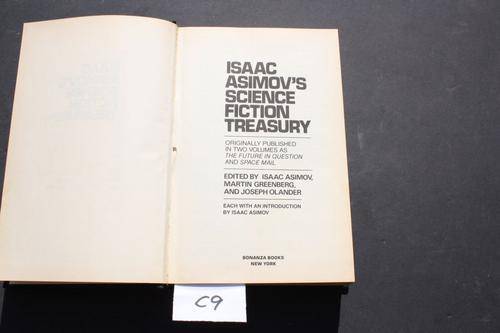 ISAAC
ASIMOV'S
SCIENCE
FICTION
TREASURY
ORIGINALLY PUBLISHED
IN TWO VOLUMES AS
THE FUTURE IN QUESTION
AND SPACE MAIL
EDITED BY ISAAC ASIMOV,
MARTIN GREENBERG,
AND JOSEPH OLANDER
EACH WITH AN INTRODUCTION
BY ISAAC ASIMOV
BONANZA BOOKS
NEW YORK
C9